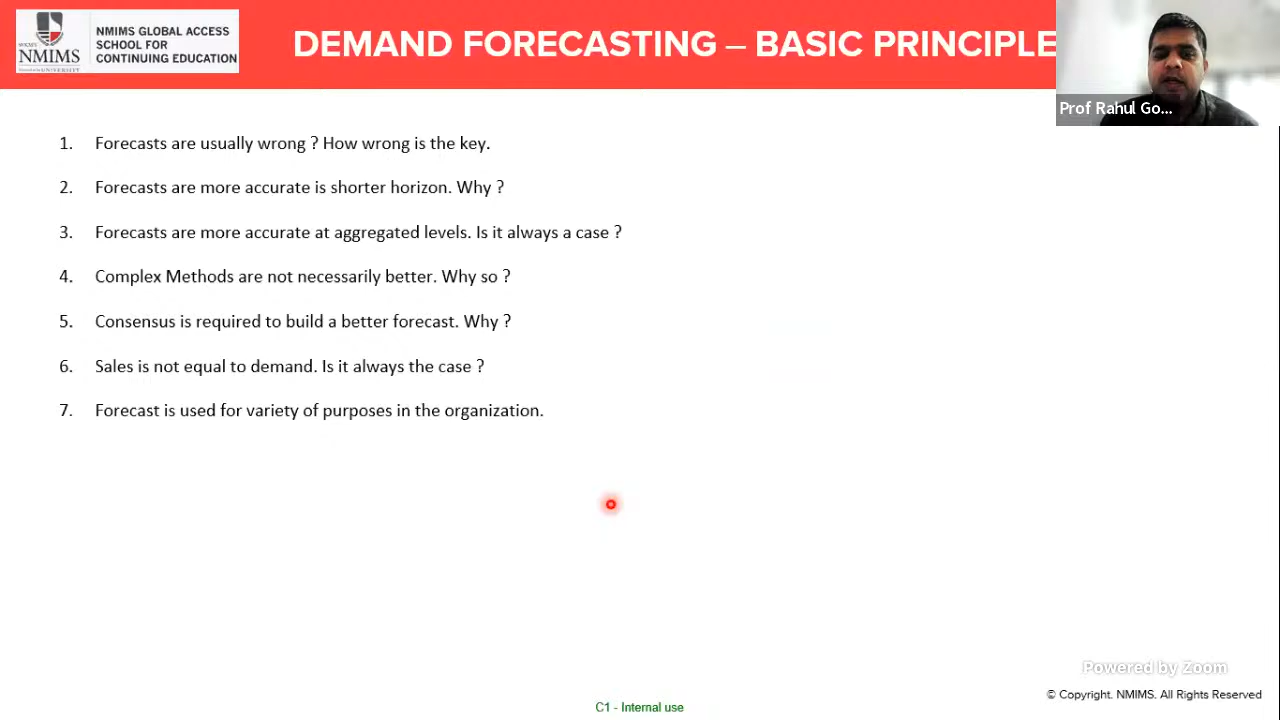 NMIMS GLOBAL ACCESS
SCHOOL FOR
CONTINUING EDUCATION
NMIMS
DEMAND FORECASTING – BASIC PRINCIPLE
Prof Rahul Go...
1. Forecasts are usually wrong ? How wrong is the key.
2. Forecasts are more accurate is shorter horizon. Why ?
3. Forecasts are more accurate at aggregated levels. Is it always a case ?
4. Complex Methods are not necessarily better. Why so ?
5. Consensus is required to build a better forecast. Why ?
6. Sales is not equal to demand. Is it always the case ?
7. Forecast is used for variety of purposes in the organization.
Powered by Zoom
© Copyright. NMIMS. All Rights Reserved
C1 - Internal use